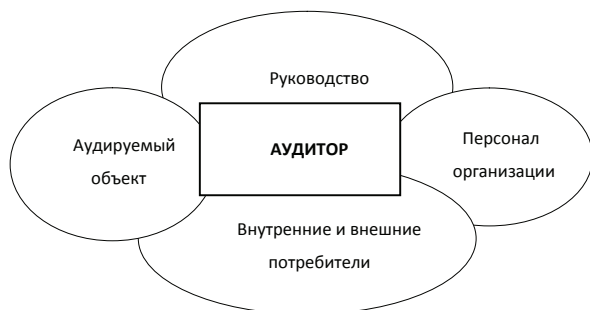 Руководство
Аудируемый
объект
АУДИТОР
Персонал
организации
Внутренние и внешние
потребители